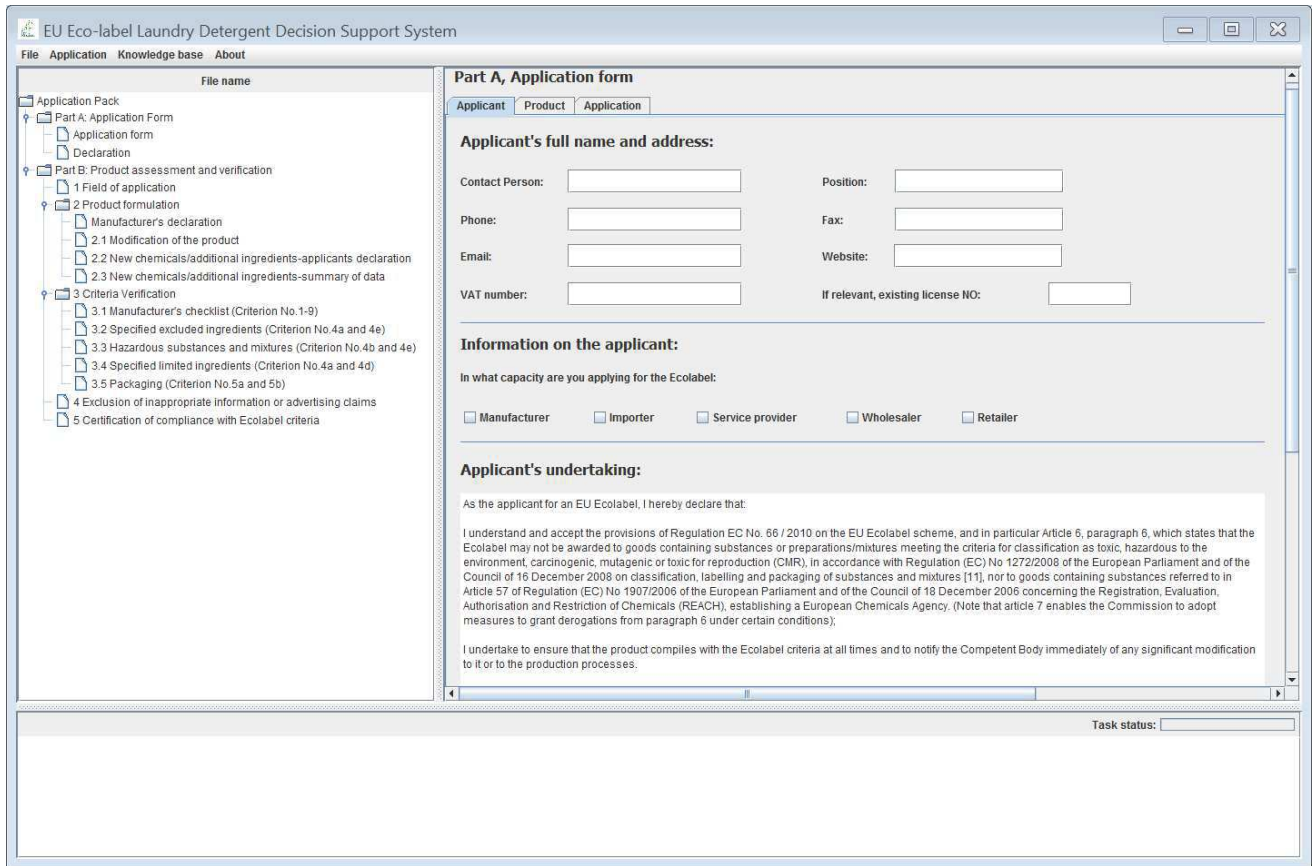 EU Eco-label Laundry Detergent Decision Support System
File Application Knowledge base About
File name
Application Pack
Part A: Application Form
Application form
Declaration
Part B: Product assessment and verification
1 Field of application
2 Product formulation
Manufacturer's declaration
2.1 Modification of the product
2.2 New chemicals/additional ingredients-applicants declaration
2.3 New chemicals/additional ingredients-summary of data
3 Criteria Verification
3.1 Manufacturer's checklist (Criterion No.1-9)
3.2 Specified excluded ingredients (Criterion No.4a and 4e)
3.3 Hazardous substances and mixtures (Criterion No.4b and 4e)
3.4 Specified limited ingredients (Criterion No.4a and 4d)
3.5 Packaging (Criterion No.5a and 5b)
4 Exclusion of inappropriate information or advertising claims
5 Certification of compliance with Ecolabel criteria
Part A, Application form
Applicant Product Application
Applicant's full name and address:
Contact Person: Position:
Phone: Fax:
Email: Website:
VAT number: If relevant, existing license NO:
Information on the applicant:
In what capacity are you applying for the Ecolabel:
Manufacturer Importer Service provider Wholesaler Retailer
Applicant's undertaking:
As the applicant for an EU Ecolabel, I hereby declare that:
I understand and accept the provisions of Regulation EC No. 66 / 2010 on the EU Ecolabel scheme, and in particular Article 6, paragraph 6, which states that the
Ecolabel may not be awarded to goods containing substances or preparations/mixtures meeting the criteria for classification as toxic, hazardous to the
environment, carcinogenic, mutagenic or toxic for reproduction (CMR), in accordance with Regulation (EC) No 1272/2008 of the European Parliament and of the
Council of 16 December 2008 on classification, labelling and packaging of substances and mixtures [11], nor to goods containing substances referred to in
Article 57 of Regulation (EC) No 1907/2006 of the European Parliament and of the Council of 18 December 2006 concerning the Registration, Evaluation,
Authorisation and Restriction of Chemicals (REACH), establishing a European Chemicals Agency. (Note that article 7 enables the Commission to adopt
measures to grant derogations from paragraph 6 under certain conditions);
I undertake to ensure that the product compiles with the Ecolabel criteria at all times and to notify the Competent Body immediately of any significant modification
to it or to the production processes.
Task status: